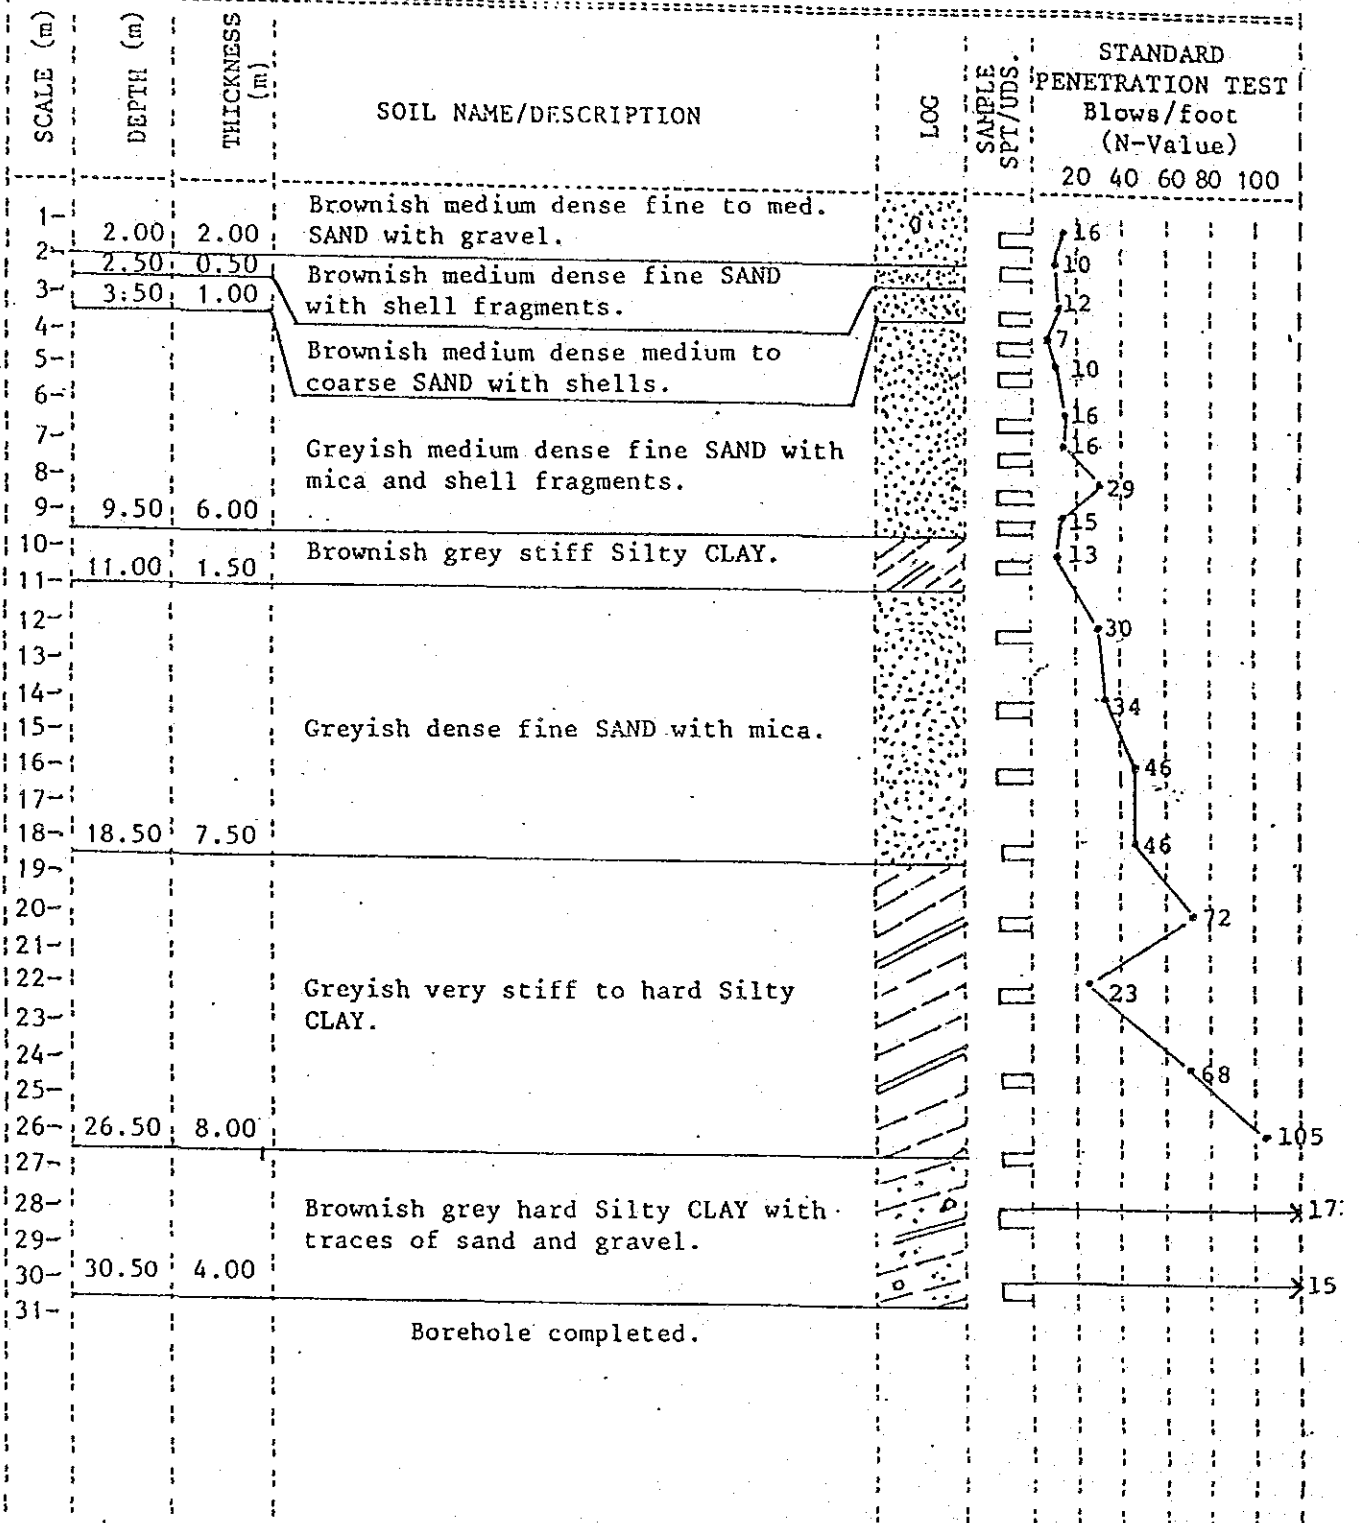 SCALE (m)
DEPTH (m)
THICKNESS (m)
SOIL NAME/DESCRIPTION
LOG
SAMPLE SPT/UDS.
STANDARD
PENETRATION TEST
Blows/foot
(N-Value)
20 40 60 80 100
Brownish medium dense fine to med.
1-
2.00 2.00 SAND with gravel.
16
2-
2.50 0.50
Brownish medium dense fine SAND
10
3-
3:50 1.00
with shell fragments.
12
4-
7
Brownish medium dense medium to
5-
10
coarse SAND with shells.
6-
16
7-
16
Greyish medium dense fine SAND with
8-
mica and shell fragments.
29
9-
9.50 6.00
15
10-
Brownish grey stiff Silty CLAY.
13
11.00 1.50
11-
12-
30
13-
14-
34
15-
Greyish dense fine SAND with mica.
16-
46
17-
18-
18.50 7.50
46
19-
20-
72
21-
22-
Greyish very stiff to hard Silty
23
23-
CLAY.
24-
68
25-
26-
26.50 8.00
105
27-
28-
Brownish grey hard Silty CLAY with
17
29-
traces of sand and gravel.
30-
30.50 4.00
15
31-
Borehole completed.